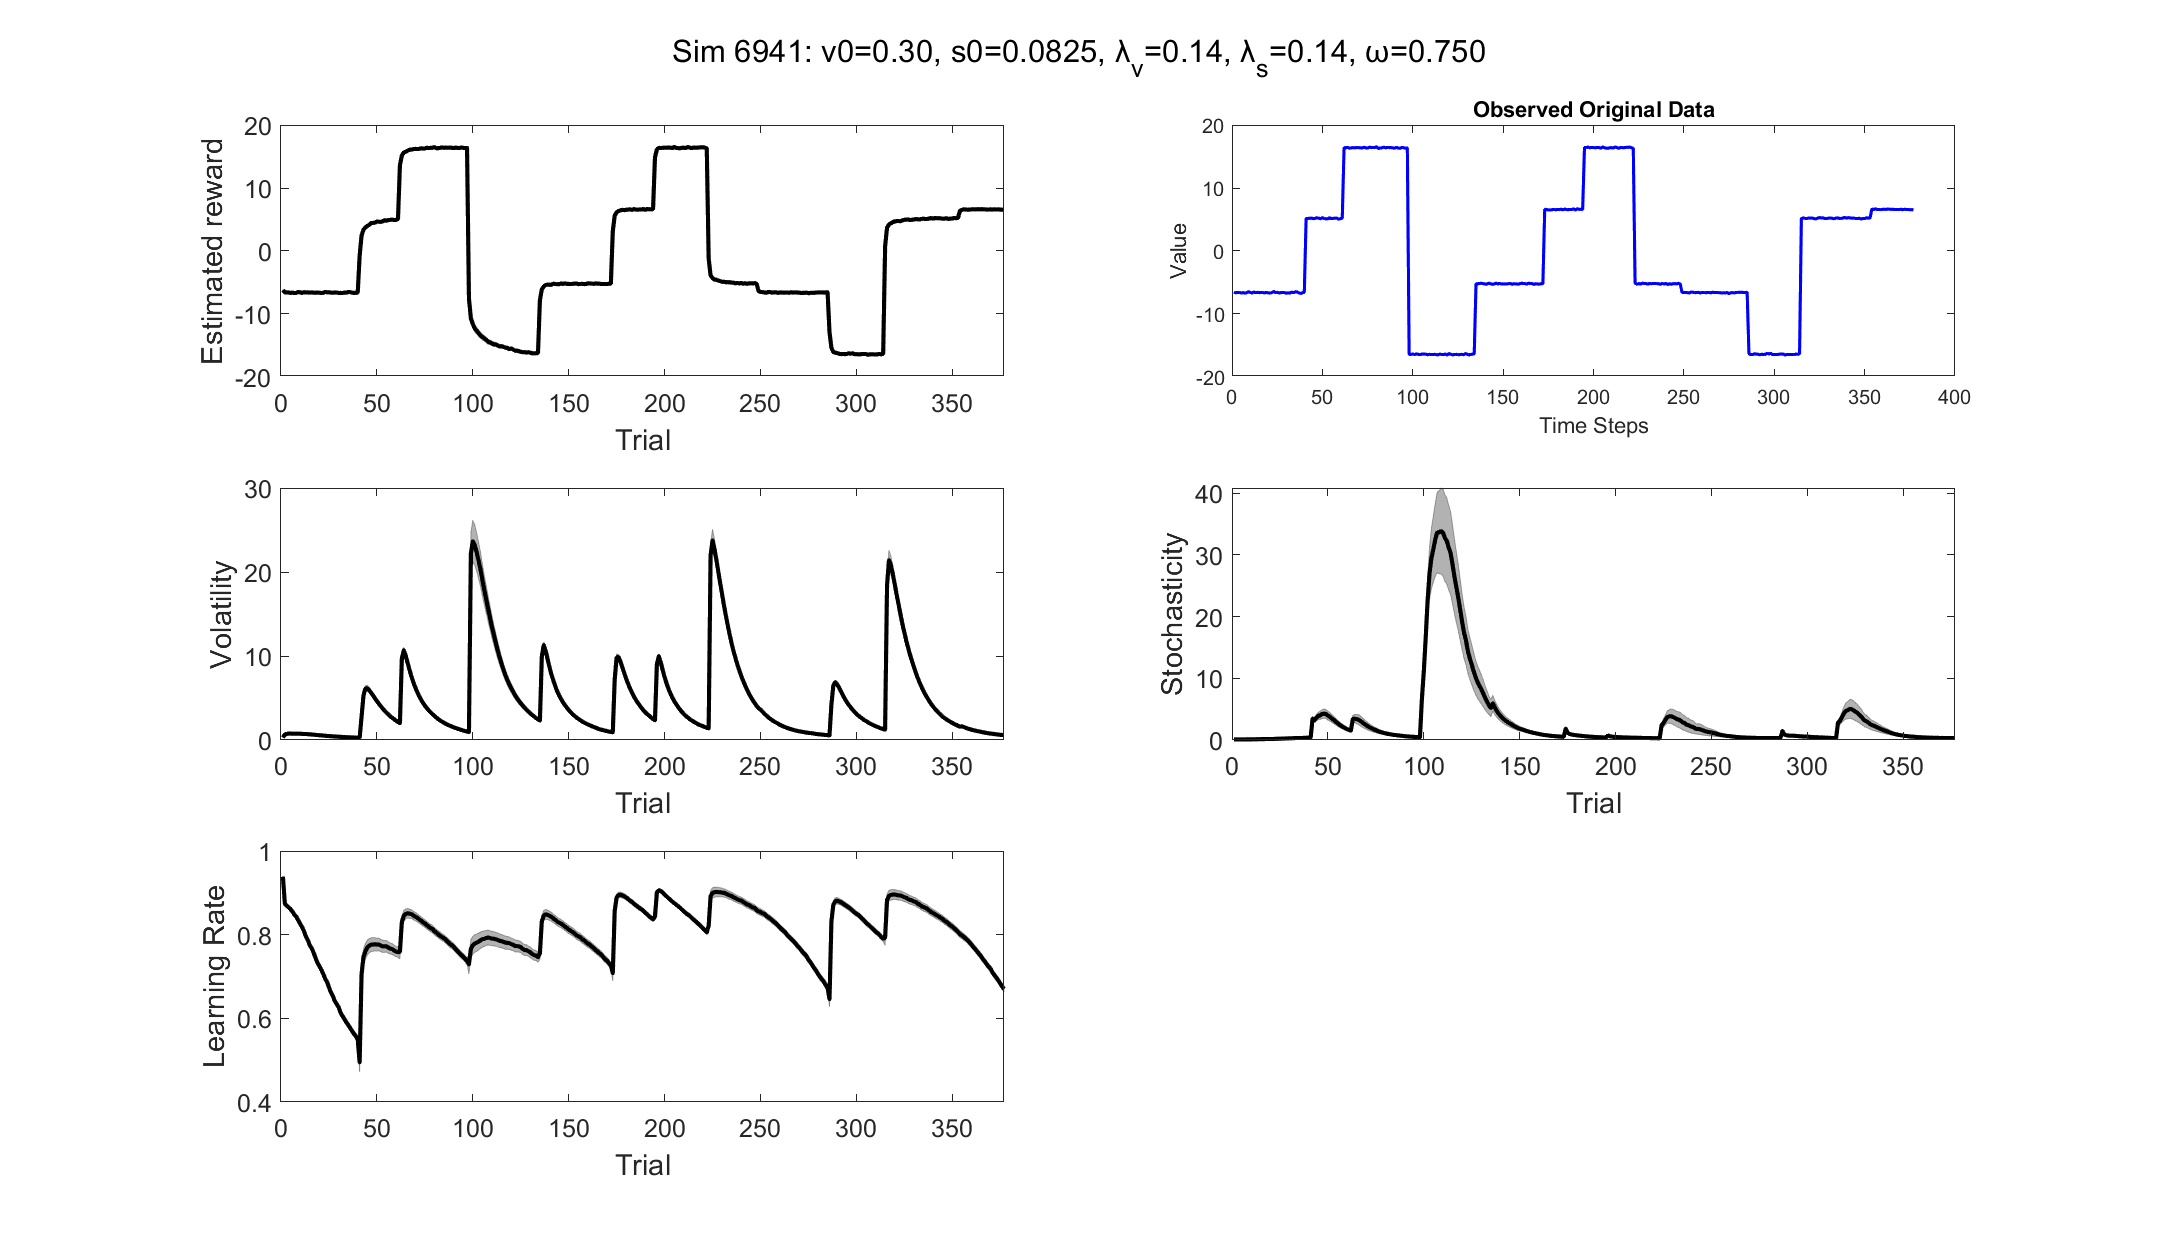 Sim 6941: v0=0.30, s0=0.0825, λ_v=0.14, λ_s=0.14, ω=0.750
20
10
0
-10
-20
Estimated reward
0 50 100 150 200 250 300 350
Trial
Observed Original Data
20
10
0
-10
-20
Value
0 50 100 150 200 250 300 350 400
Time Steps
30
20
10
0
Volatility
0 50 100 150 200 250 300 350
Trial
40
30
20
10
0
Stochasticity
0 50 100 150 200 250 300 350
Trial
1
0.8
0.6
0.4
Learning Rate
0 50 100 150 200 250 300 350
Trial